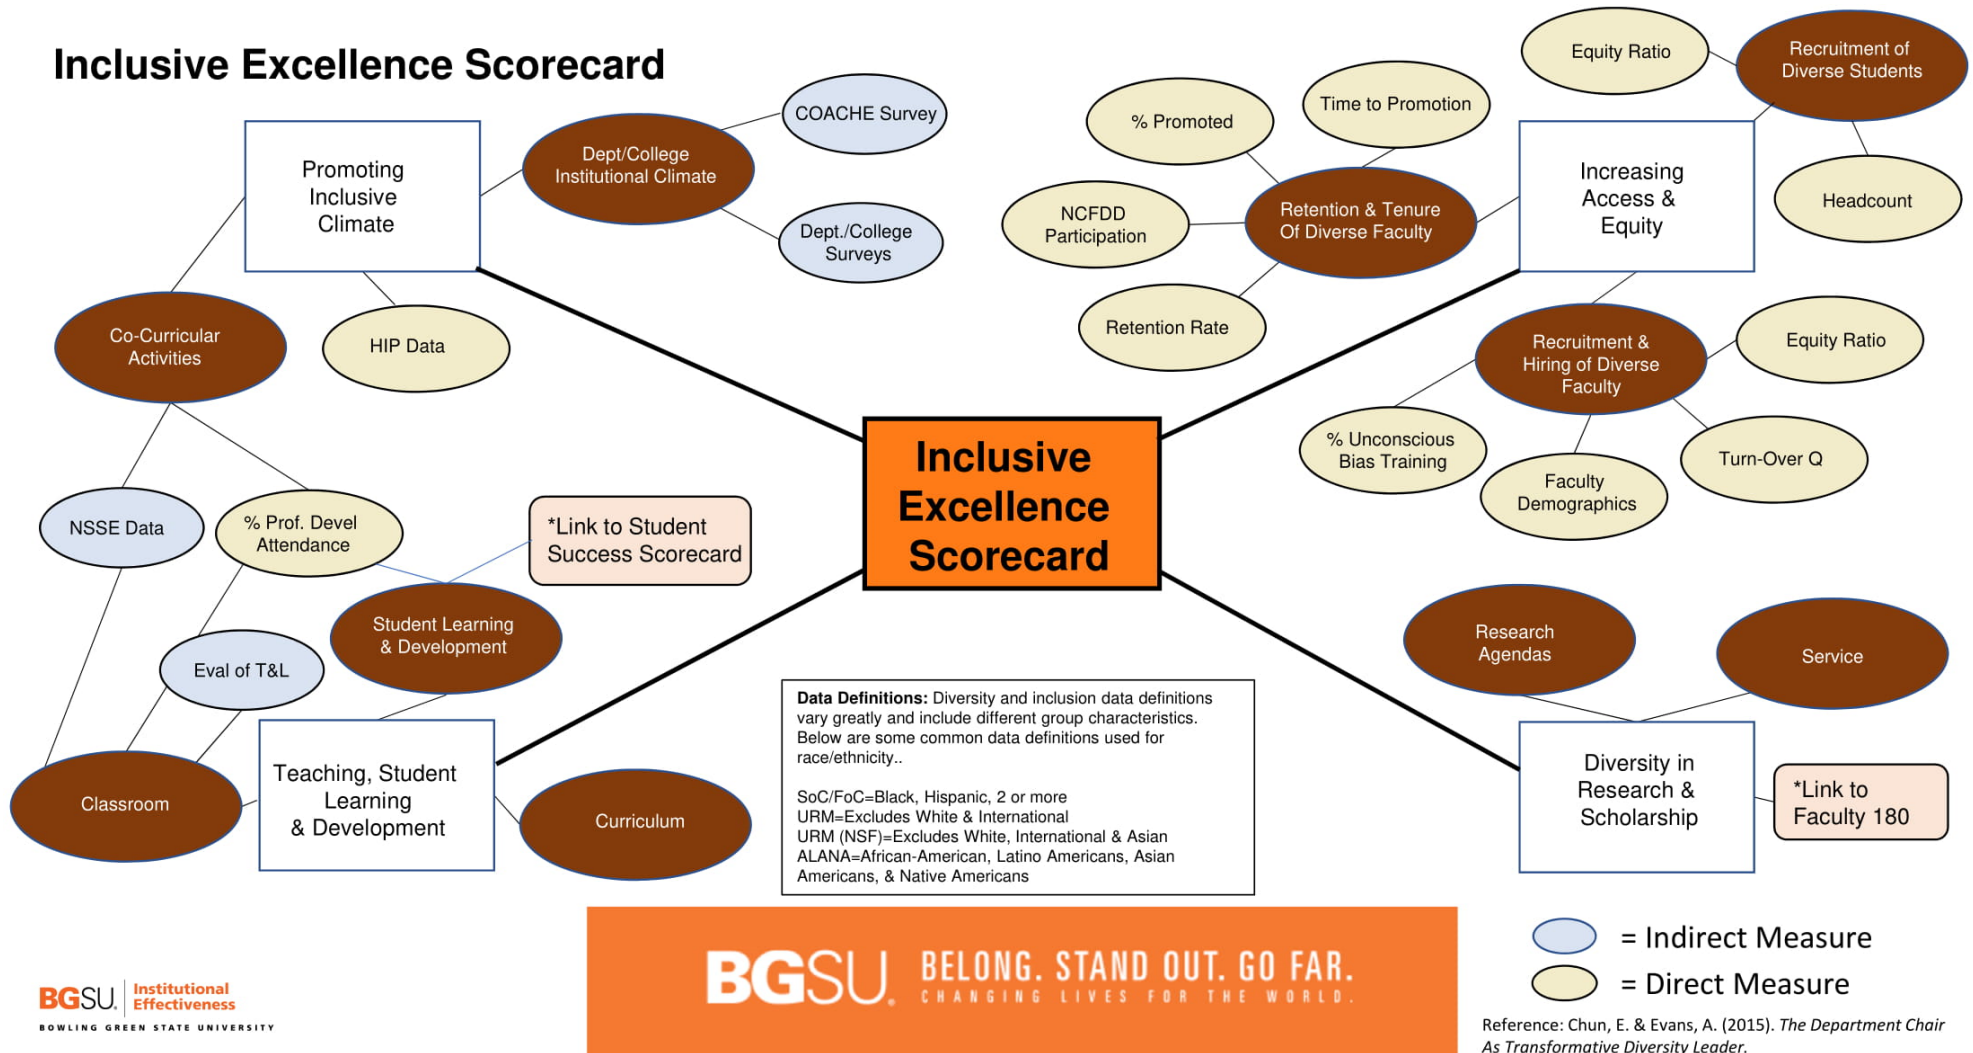 Inclusive Excellence Scorecard
Promoting
Inclusive
Climate
Dept/College
Institutional Climate
COACHE Survey
Dept./College
Surveys
Co-Curricular
Activities
HIP Data
NSSE Data
% Prof. Devel
Attendance
*Link to Student
Success Scorecard
Student Learning
& Development
Eval of T&L
Classroom
Teaching, Student
Learning
& Development
Curriculum
Inclusive
Excellence
Scorecard
% Promoted
Time to Promotion
NCFDD
Participation
Retention & Tenure
Of Diverse Faculty
Retention Rate
Equity Ratio
Recruitment of
Diverse Students
Increasing
Access &
Equity
Headcount
Recruitment &
Hiring of Diverse
Faculty
Equity Ratio
% Unconscious
Bias Training
Faculty
Demographics
Turn-Over Q
Research
Agendas
Service
Diversity in
Research &
Scholarship
*Link to
Faculty 180
Data Definitions: Diversity and inclusion data definitions
vary greatly and include different group characteristics.
Below are some common data definitions used for
race/ethnicity..
SoC/FoC=Black, Hispanic, 2 or more
URM=Excludes White & International
URM (NSF)=Excludes White, International & Asian
ALANA=African-American, Latino Americans, Asian
Americans, & Native Americans
= Indirect Measure
= Direct Measure
Reference: Chun, E. & Evans, A. (2015). The Department Chair
As Transformative Diversity Leader.
BGSU. Institutional
Effectiveness
BOWLING GREEN STATE UNIVERSITY
BGSU. BELONG. STAND OUT. GO FAR.
CHANGING LIVES FOR THE WORLD.